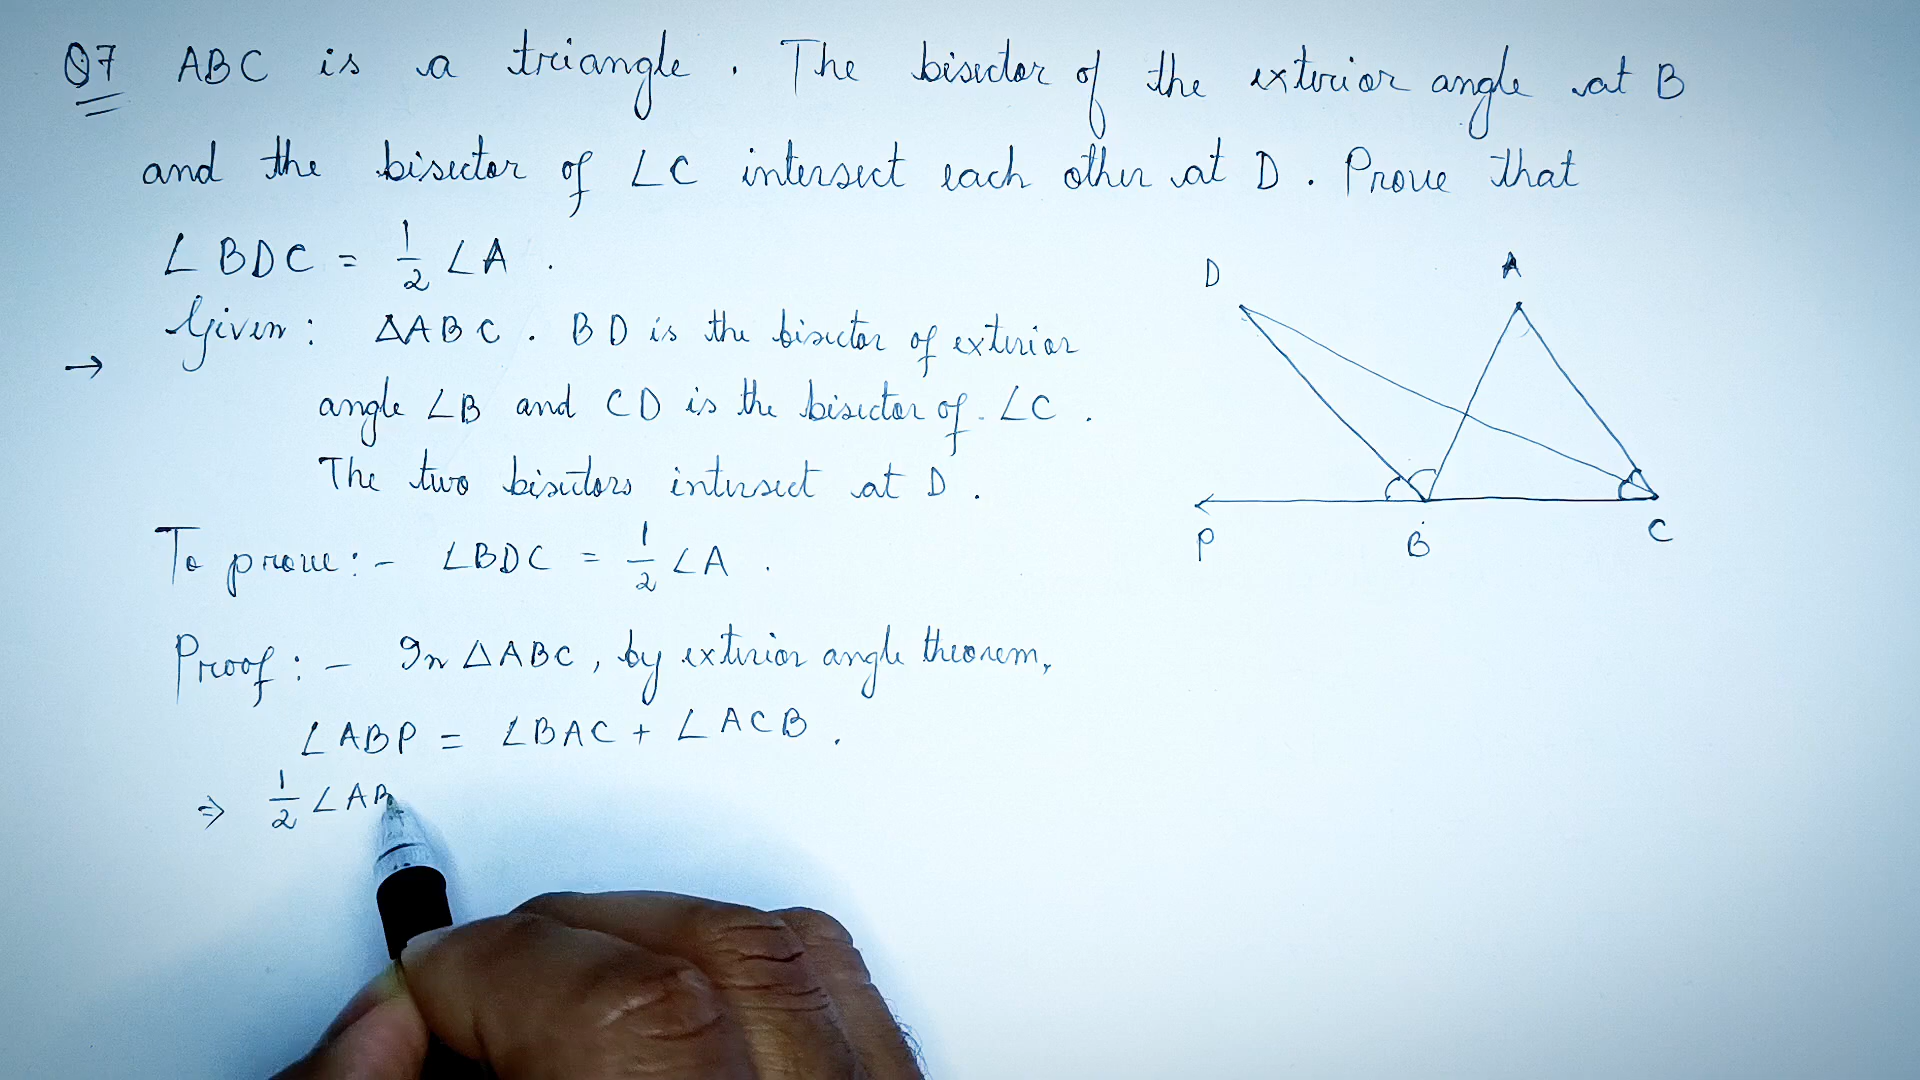 Q7 ABC is a triangle. The bisector of the exterior angle at B
and the bisector of ∠C intersect each other at D. Prove that
∠BDC = 1/2 ∠A.
→ Given: △ABC. BD is the bisector of exterior
angle ∠B and CD is the bisector of ∠C.
The two bisectors intersect at D.
To prove:- ∠BDC = 1/2 ∠A.
Proof:- In △ABC, by exterior angle theorem,
∠ABP = ∠BAC + ∠ACB.
⇒ 1/2 ∠AB
D A
P B C